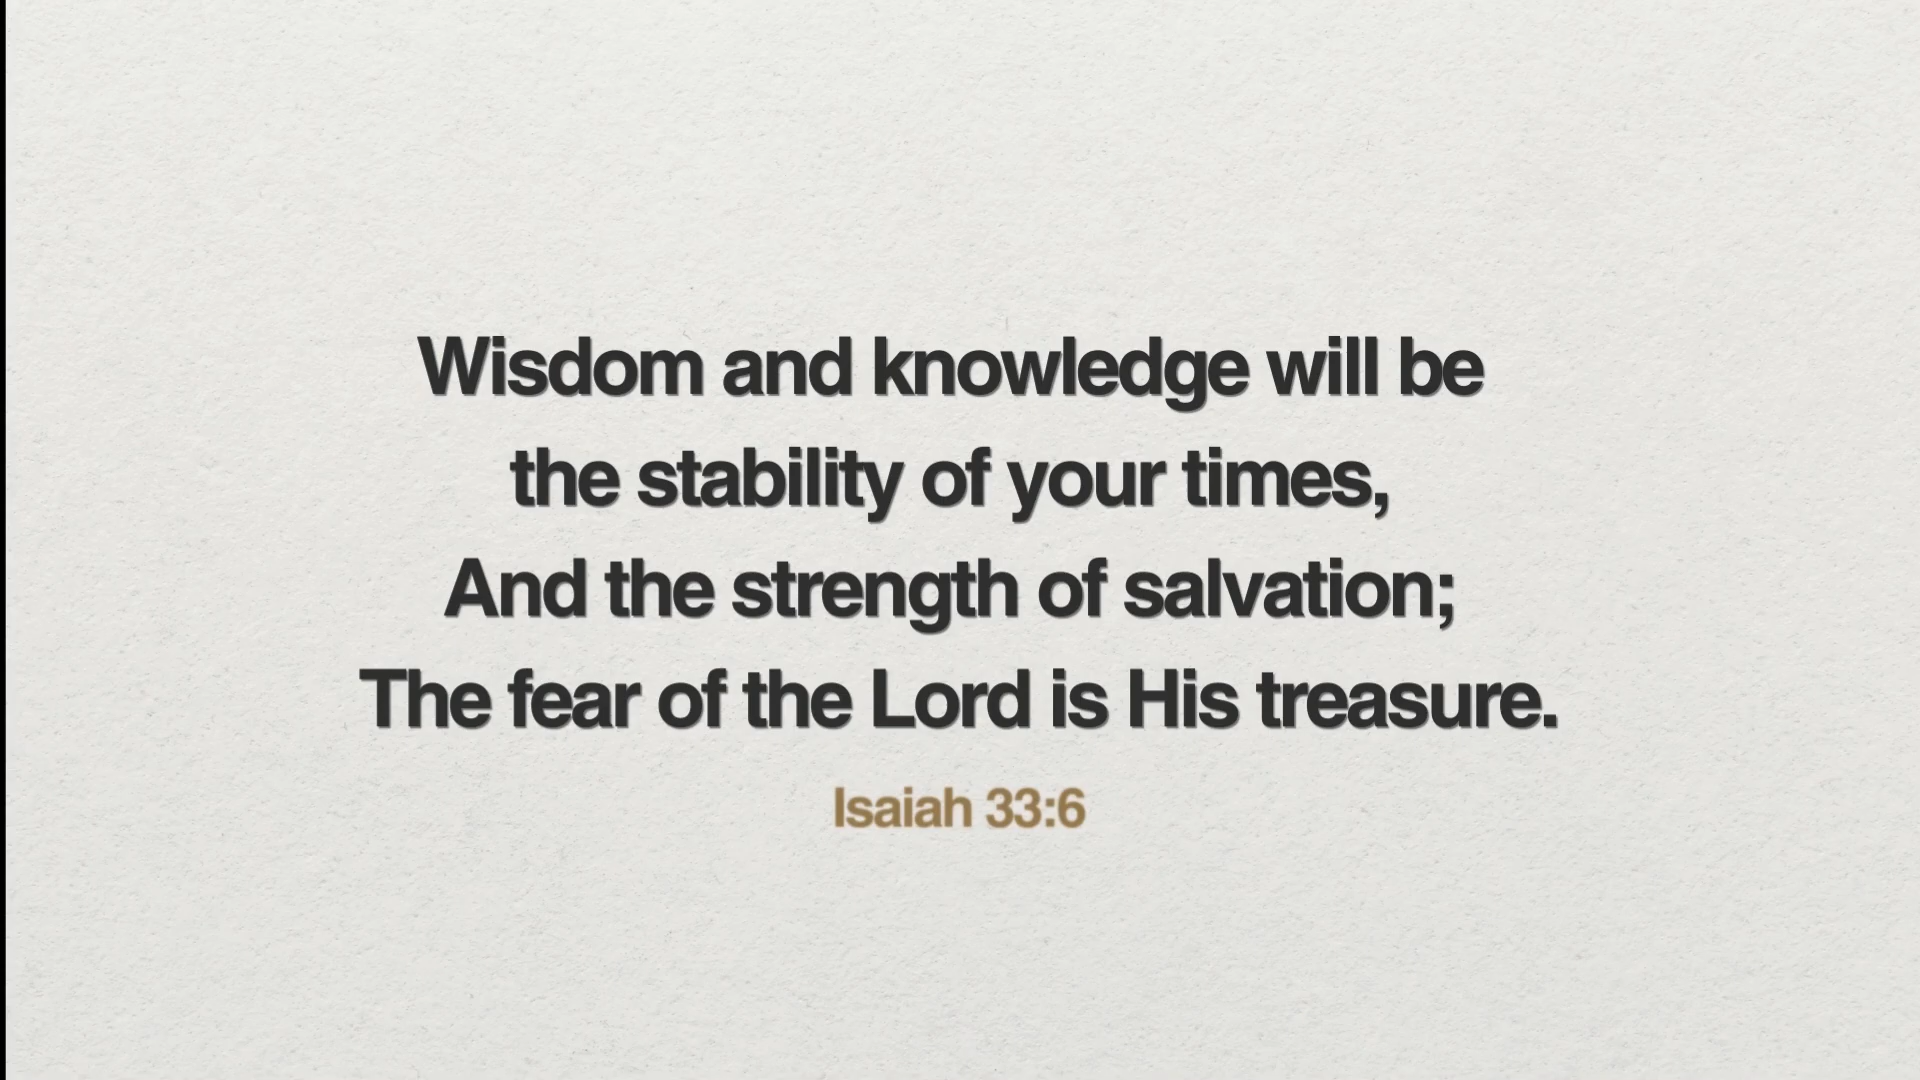 Wisdom and knowledge will be
the stability of your times,
And the strength of salvation;
The fear of the Lord is His treasure.
Isaiah 33:6